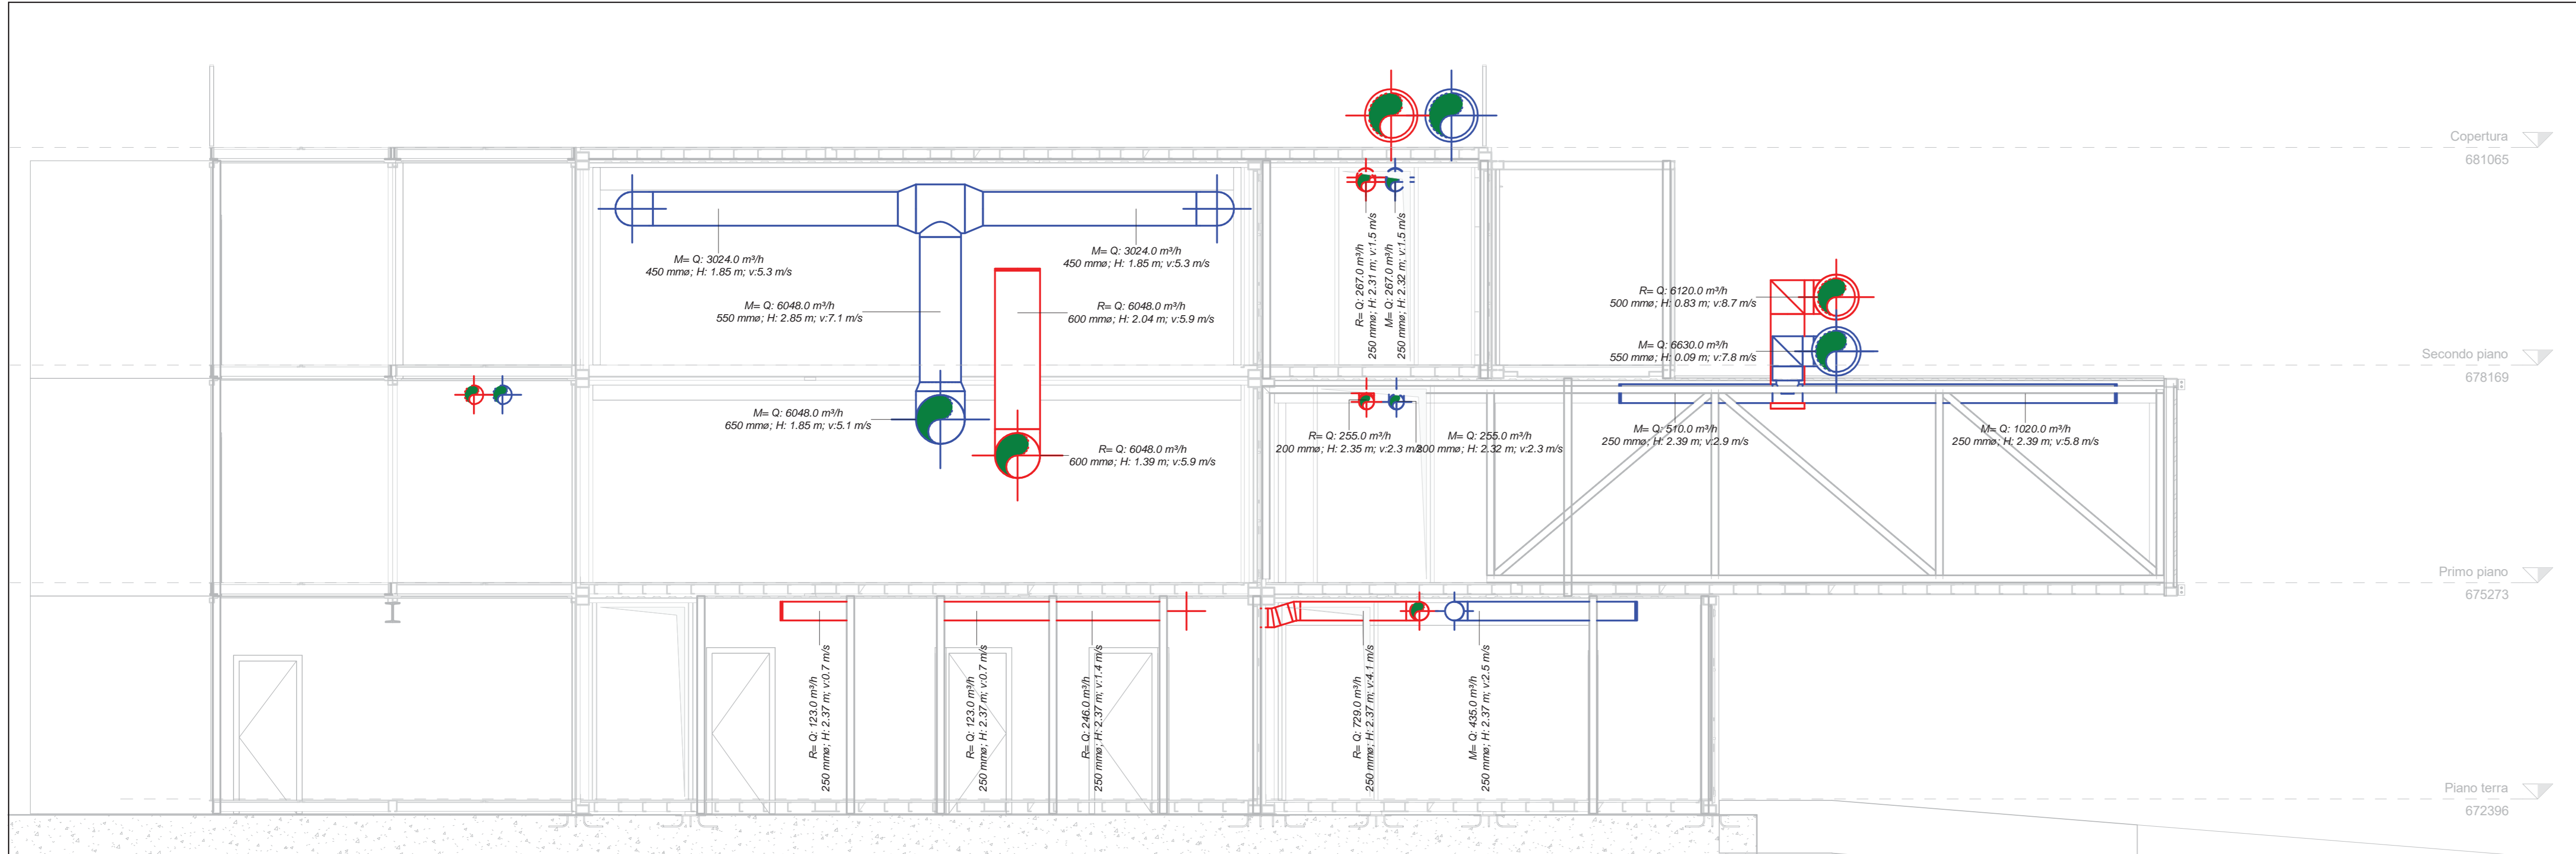 Copertura
681065
M= Q: 3024.0 m³/h
450 mmø; H: 1.85 m; v:5.3 m/s
M= Q: 3024.0 m³/h
450 mmø; H: 1.85 m; v:5.3 m/s
R= Q: 267.0 m³/h
250 mmø; H: 2.31 m; v:1.5 m/s
M= Q: 267.0 m³/h
250 mmø; H: 2.32 m; v:1.5 m/s
M= Q: 6048.0 m³/h
550 mmø; H: 2.85 m; v:7.1 m/s
R= Q: 6048.0 m³/h
600 mmø; H: 2.04 m; v:5.9 m/s
R= Q: 6120.0 m³/h
500 mmø; H: 0.83 m; v:8.7 m/s
M= Q: 6630.0 m³/h
550 mmø; H: 0.09 m; v:7.8 m/s
Secondo piano
678169
M= Q: 6048.0 m³/h
650 mmø; H: 1.85 m; v:5.1 m/s
R= Q: 6048.0 m³/h
600 mmø; H: 1.39 m; v:5.9 m/s
R= Q: 255.0 m³/h
200 mmø; H: 2.35 m; v:2.3 m/s
M= Q: 255.0 m³/h
200 mmø; H: 2.32 m; v:2.3 m/s
M= Q: 510.0 m³/h
250 mmø; H: 2.39 m; v:2.9 m/s
M= Q: 1020.0 m³/h
250 mmø; H: 2.39 m; v:5.8 m/s
Primo piano
675273
R= Q: 123.0 m³/h
250 mmø; H: 2.37 m; v:0.7 m/s
R= Q: 123.0 m³/h
250 mmø; H: 2.37 m; v:0.7 m/s
R= Q: 246.0 m³/h
250 mmø; H: 2.37 m; v:1.4 m/s
R= Q: 729.0 m³/h
250 mmø; H: 2.37 m; v:4.1 m/s
M= Q: 435.0 m³/h
250 mmø; H: 2.37 m; v:2.5 m/s
Piano terra
672396